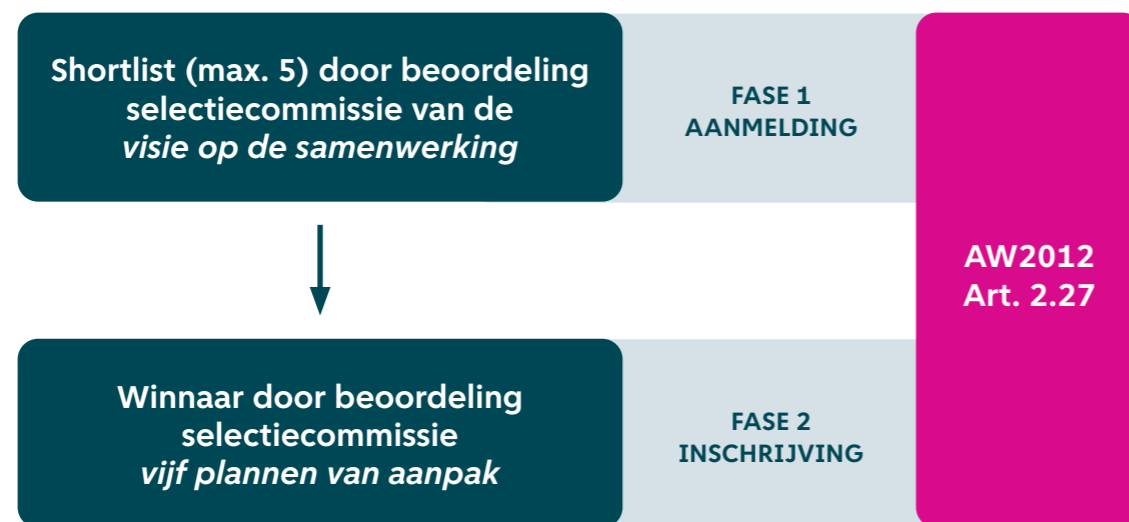 Shortlist (max. 5) door beoordeling
selectiecommissie van de
visie op de samenwerking
FASE 1
AANMELDING
AW2012
Art. 2.27
Winnaar door beoordeling
selectiecommissie
vijf plannen van aanpak
FASE 2
INSCHRIJVING